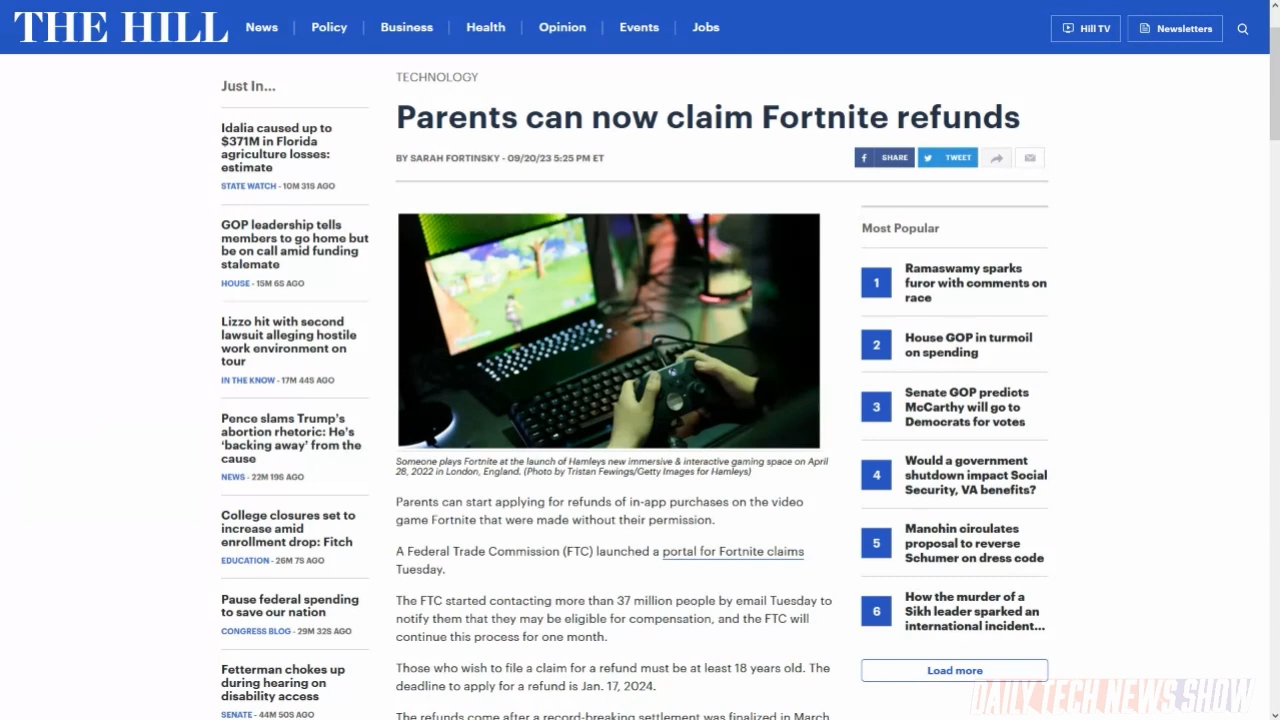 THE HILL
News
Policy
Business
Health
Opinion
Events
Jobs
Hill TV
Newsletters
Just In...
Idalia caused up to
$371M in Florida
agriculture losses:
estimate
STATE WATCH - 10M 31S AGO
GOP leadership tells
members to go home but
be on call amid funding
stalemate
HOUSE - 15M 6S AGO
Lizzo hit with second
lawsuit alleging hostile
work environment on
tour
IN THE KNOW - 17M 44S AGO
Pence slams Trump's
abortion rhetoric: He's
'backing away' from the
cause
NEWS - 22M 19S AGO
College closures set to
increase amid
enrollment drop: Fitch
EDUCATION - 26M 7S AGO
Pause federal spending
to save our nation
CONGRESS BLOG - 29M 32S AGO
Fetterman chokes up
during hearing on
disability access
SENATE - 44M 50S AGO
TECHNOLOGY
Parents can now claim Fortnite refunds
BY SARAH FORTINSKY - 09/20/23 5:25 PM ET
SHARE
TWEET
Someone plays Fortnite at the launch of Hamleys new immersive & interactive gaming space on April
28, 2022 in London, England. (Photo by Tristan Fewings/Getty Images for Hamleys)
Parents can start applying for refunds of in-app purchases on the video
game Fortnite that were made without their permission.
A Federal Trade Commission (FTC) launched a portal for Fortnite claims
Tuesday.
The FTC started contacting more than 37 million people by email Tuesday to
notify them that they may be eligible for compensation, and the FTC will
continue this process for one month.
Those who wish to file a claim for a refund must be at least 18 years old. The
deadline to apply for a refund is Jan. 17, 2024.
The refunds come after a record-breaking settlement was finalized in March
Most Popular
1
Ramaswamy sparks
furor with comments on
race
2
House GOP in turmoil
on spending
3
Senate GOP predicts
McCarthy will go to
Democrats for votes
4
Would a government
shutdown impact Social
Security, VA benefits?
5
Manchin circulates
proposal to reverse
Schumer on dress code
6
How the murder of a
Sikh leader sparked an
international incident...
Load more
DAILY TECH NEWS SHOW